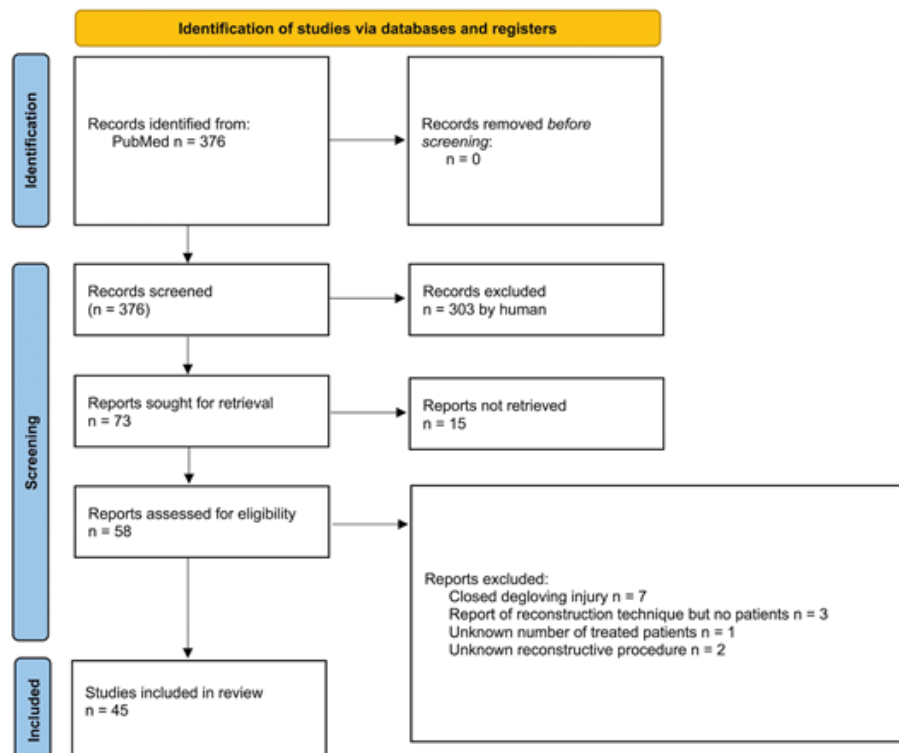 Identification of studies via databases and registers
Identification
Records identified from:
PubMed n = 376
Records removed before
screening:
n = 0
Screening
Records screened
(n = 376)
Records excluded
n = 303 by human
Reports sought for retrieval
n = 73
Reports not retrieved
n = 15
Reports assessed for eligibility
n = 58
Reports excluded:
Closed degloving injury n = 7
Report of reconstruction technique but no patients n = 3
Unknown number of treated patients n = 1
Unknown reconstructive procedure n = 2
Included
Studies included in review
n = 45